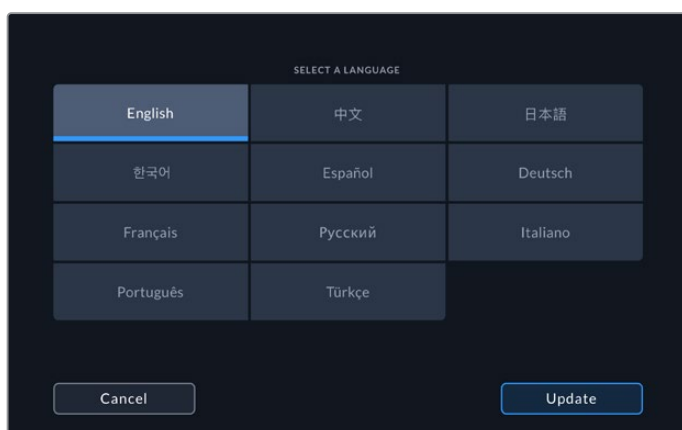 SELECT A LANGUAGE
English 中文 日本語
한국어 Español Deutsch
Français Русский Italiano
Português Türkçe
Cancel Update